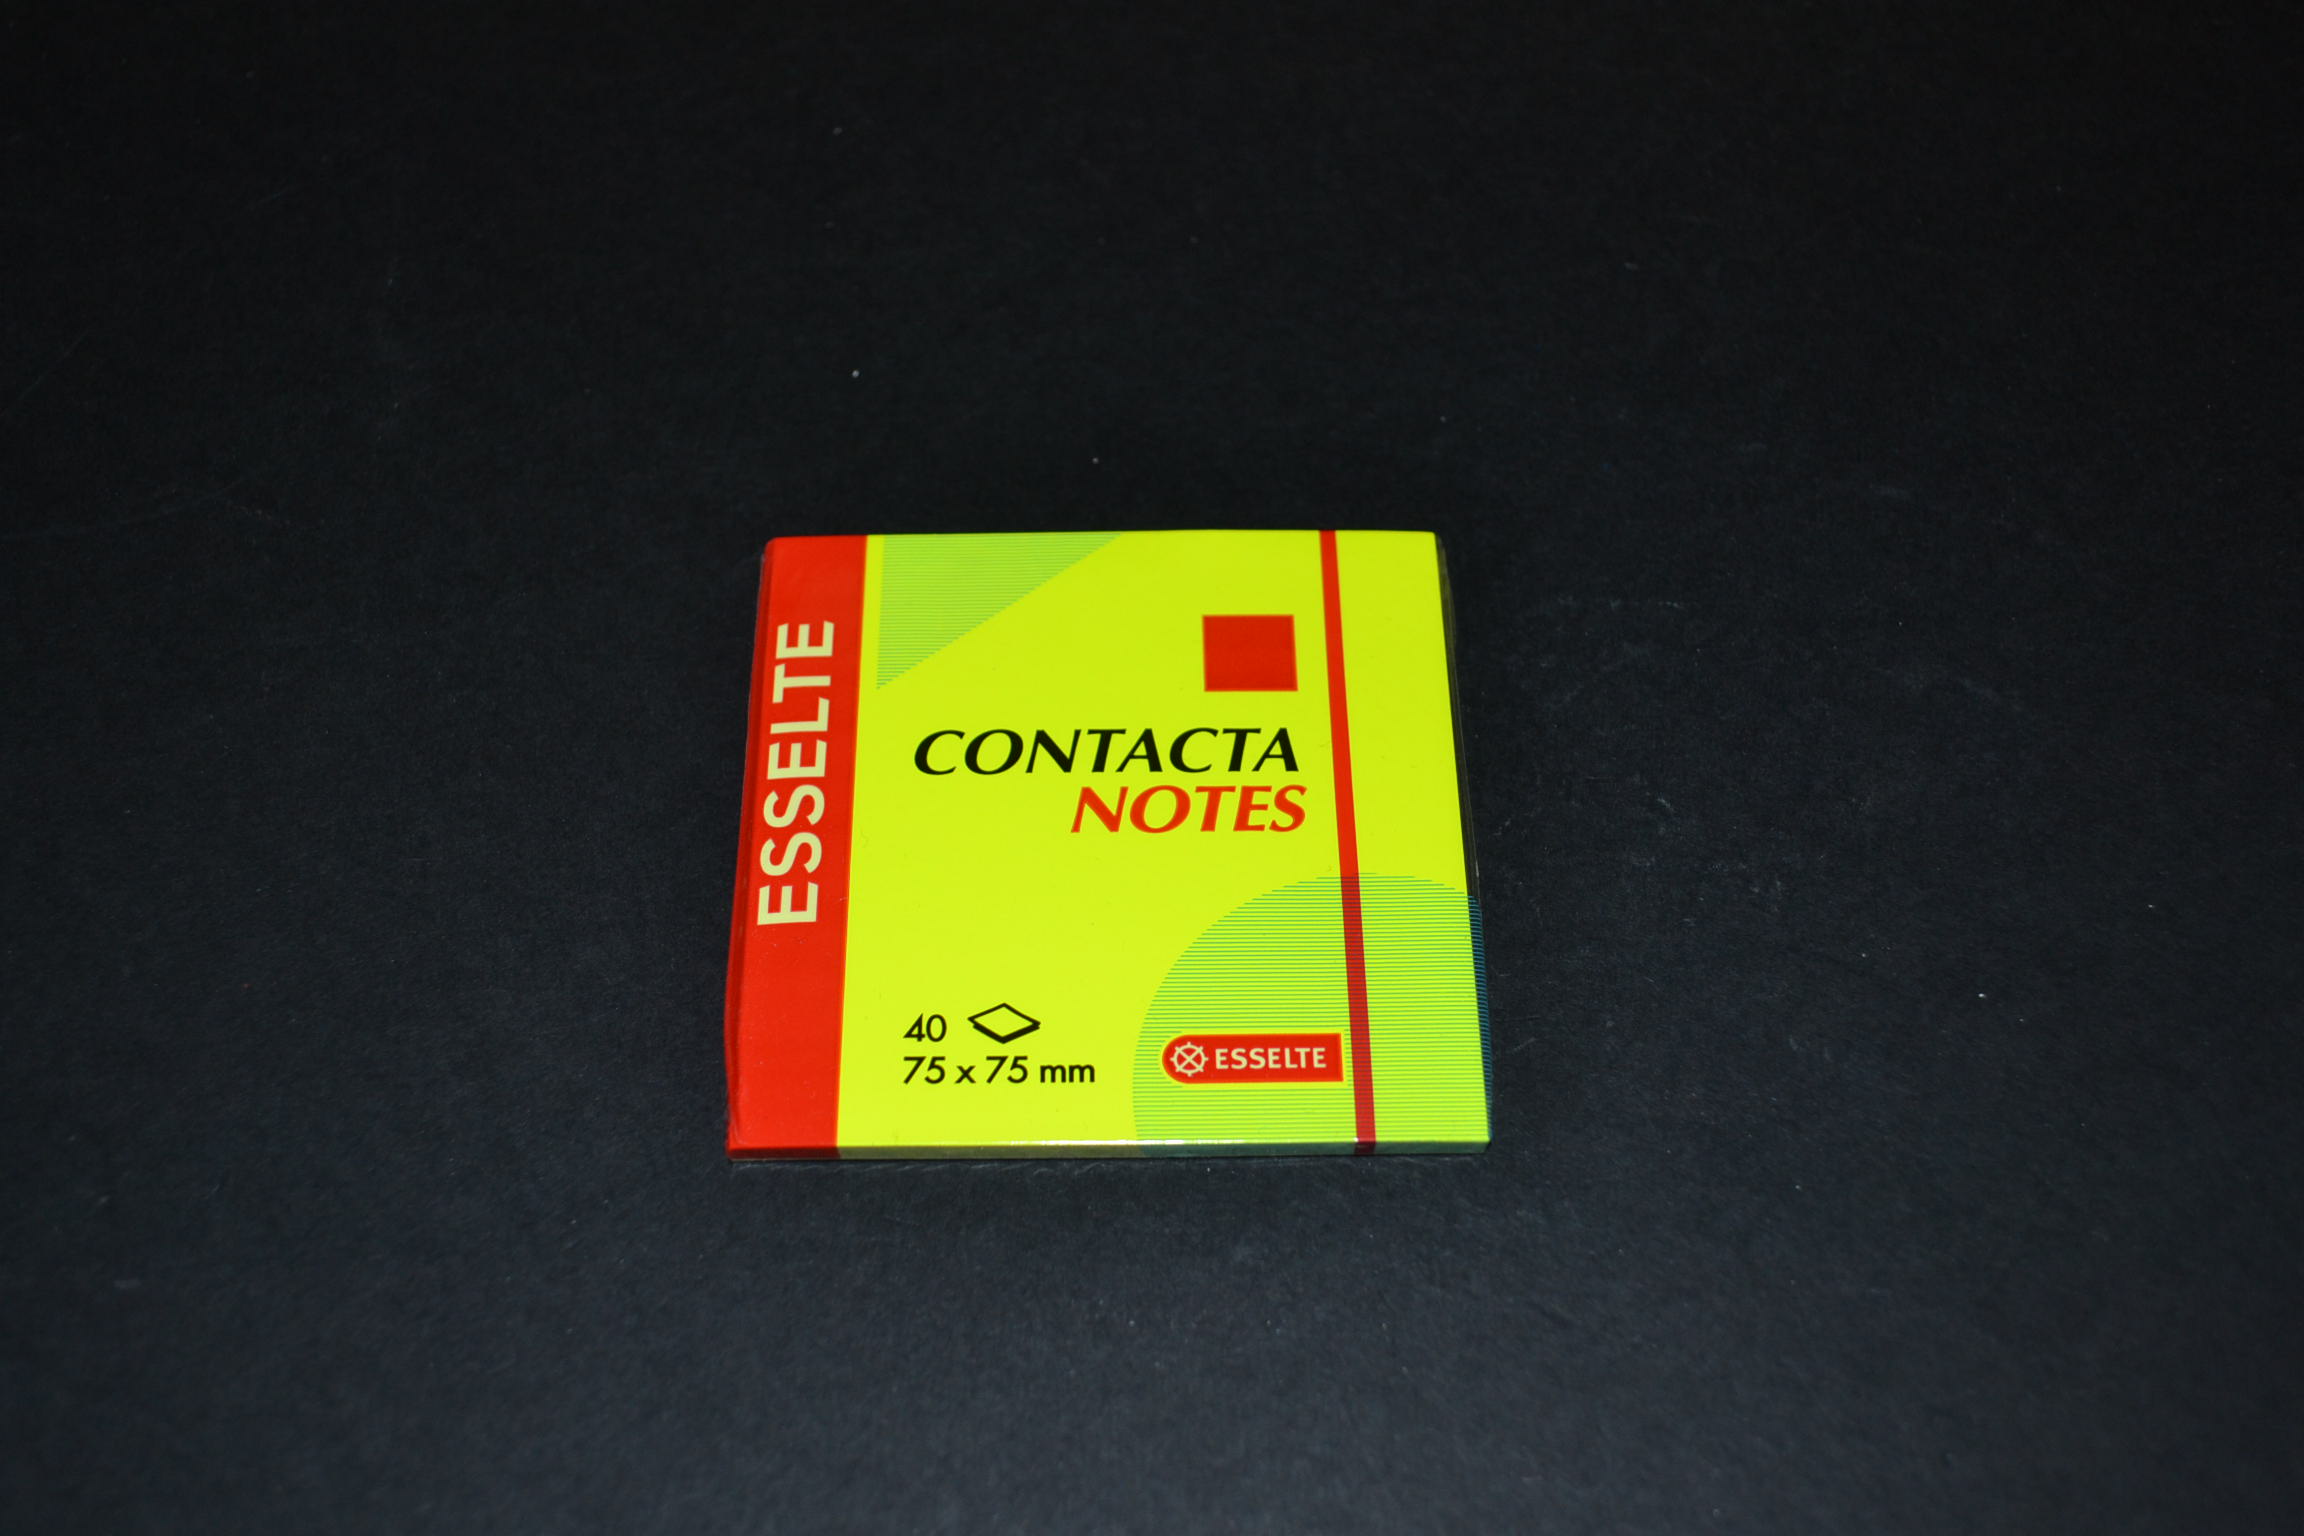 ESSELTE
CONTACTA
NOTES
40
75 x 75 mm
ESSELTE